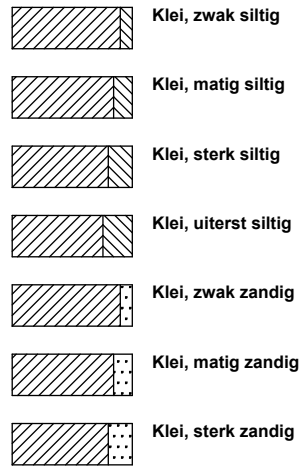 Klei, zwak siltig
Klei, matig siltig
Klei, sterk siltig
Klei, uiterst siltig
Klei, zwak zandig
Klei, matig zandig
Klei, sterk zandig